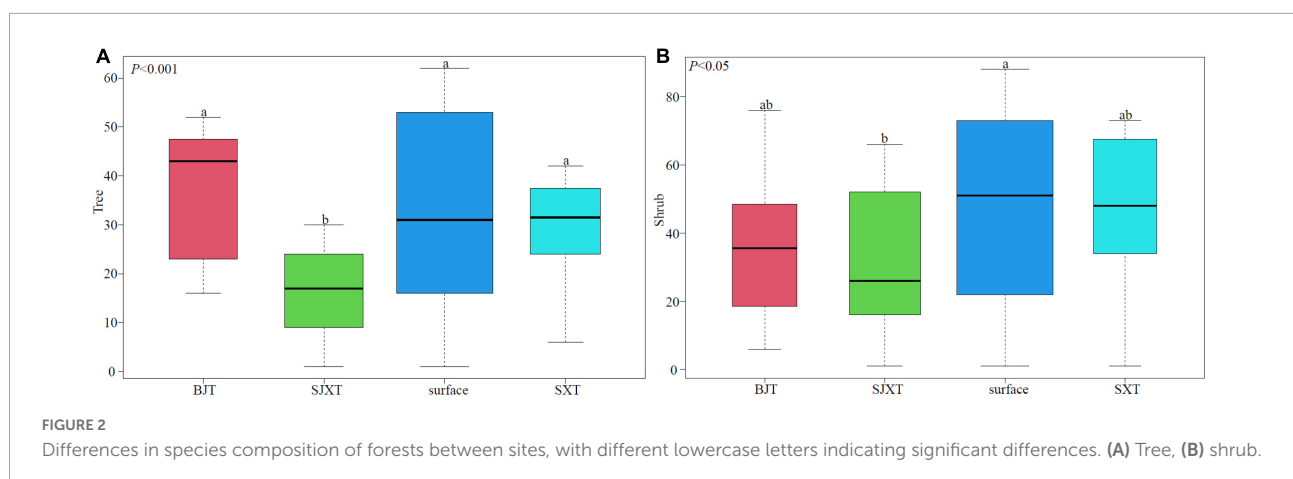 A
P<0.001
60
50
40
30
20
10
0
Tree
a
b
a
a
BJT SJXT surface SXT
B
P<0.05
80
60
40
20
0
Shrub
ab
b
a
ab
BJT SJXT surface SXT
FIGURE 2
Differences in species composition of forests between sites, with different lowercase letters indicating significant differences. (A) Tree, (B) shrub.